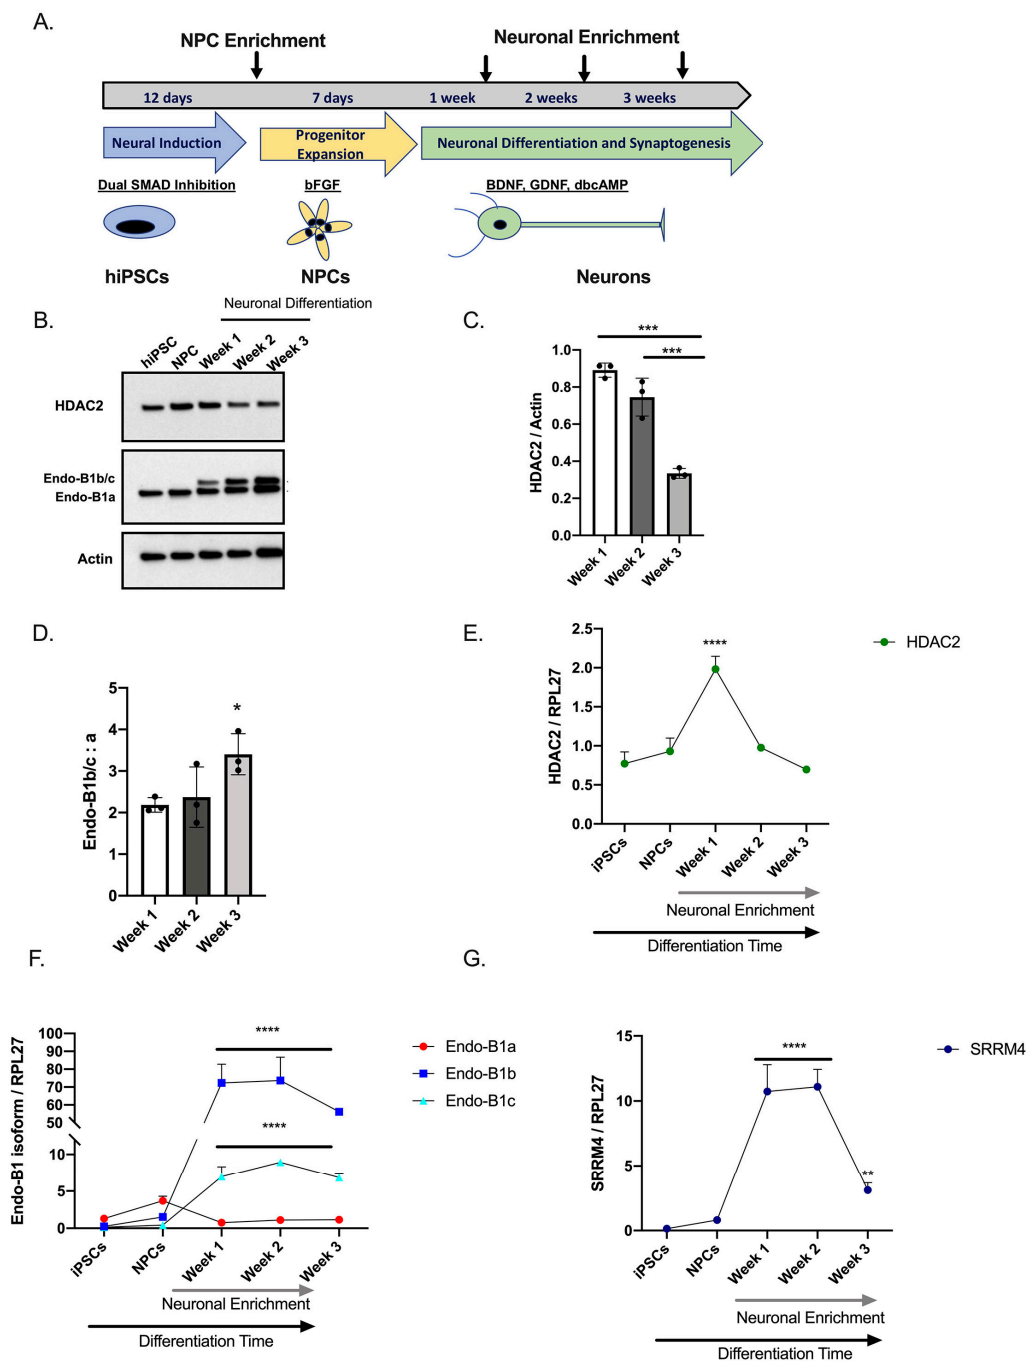 A.
NPC Enrichment
Neuronal Enrichment
12 days
7 days
1 week
2 weeks
3 weeks
Neural Induction
Progenitor
Expansion
Neuronal Differentiation and Synaptogenesis
Dual SMAD Inhibition
bFGF
BDNF, GDNF, dbcAMP
hiPSCs
NPCs
Neurons
B.
Neuronal Differentiation
hiPSC
NPC
Week 1
Week 2
Week 3
HDAC2
Endo-B1b/c
Endo-B1a
Actin
C.
***
***
HDAC2 / Actin
1.0
0.8
0.6
0.4
0.2
0.0
Week 1
Week 2
Week 3
D.
*
Endo-B1b/c : a
5
4
3
2
1
0
Week 1
Week 2
Week 3
E.
****
HDAC2
HDAC2 / RPL27
2.5
2.0
1.5
1.0
0.5
0.0
iPSCs
NPCs
Week 1
Week 2
Week 3
Neuronal Enrichment
Differentiation Time
F.
****
****
Endo-B1 isoform / RPL27
100
90
80
70
60
50
10
5
0
Endo-B1a
Endo-B1b
Endo-B1c
iPSCs
NPCs
Week 1
Week 2
Week 3
Neuronal Enrichment
Differentiation Time
G.
****
**
SRRM4
SRRM4 / RPL27
15
10
5
0
iPSCs
NPCs
Week 1
Week 2
Week 3
Neuronal Enrichment
Differentiation Time